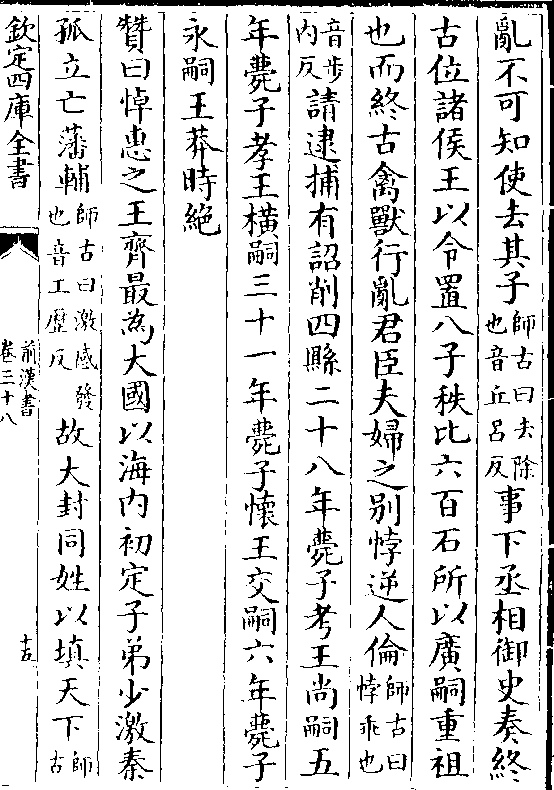 亂不可知使去其子師古曰去除也音丘吕反事下丞相御史奏終
古位諸侯王以令置八子秩比六百石所以廣嗣重祖
也而終古禽獸行亂君臣夫婦之别悖逆人倫師古曰悖乖也
音步内反請逮捕有詔削四縣二十八年薨子考王尚嗣五
年薨子孝王橫嗣三十一年薨子懷王交嗣六年薨子
永嗣王莽時絶
贊曰悼惠之王齊最為大國以海内初定子弟少激秦
孤立亡藩輔師古曰激感發也音工歷反故大封同姓以填天下師古
欽定四庫全書
前漢書
卷三十八
十五